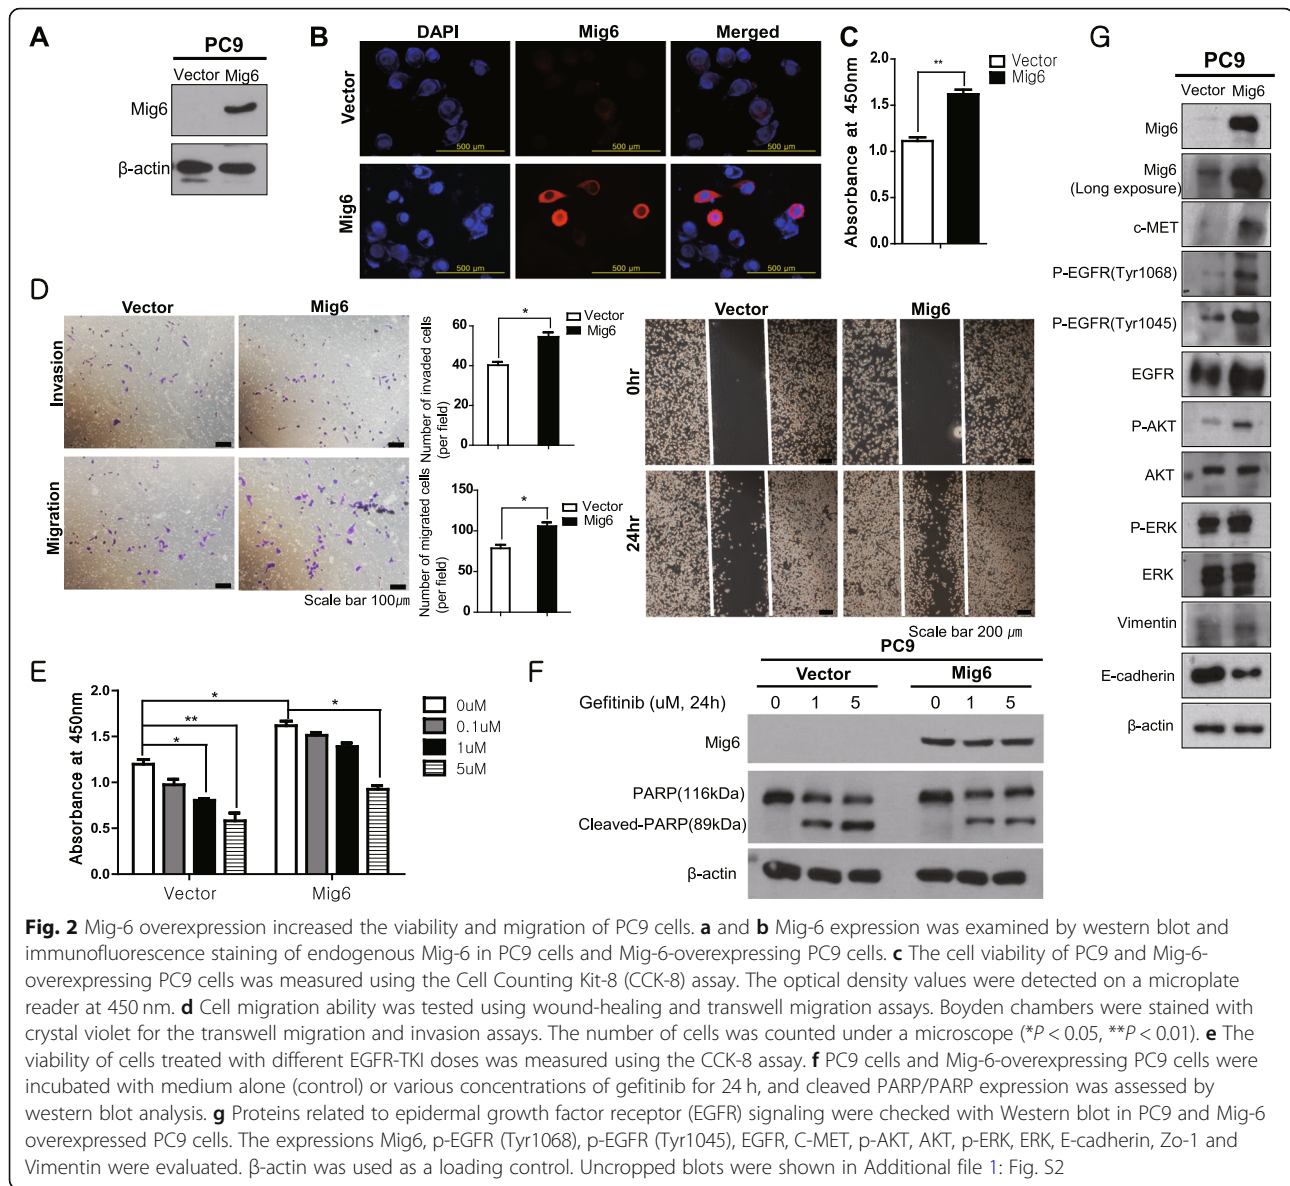 A
PC9
Vector Mig6
Mig6
β-actin
B
DAPI Mig6 Merged
Vector
500 µm 500 µm 500 µm
Mig6
500 µm 500 µm 500 µm
C
Vector
Mig6
**
Absorbance at 450nm
2.0
1.5
1.0
0.5
0.0
D
Vector Mig6
Invasion
Migration
Scale bar 100µm
Number of invaded cells
(per field)
60
40
20
0
*
Vector
Mig6
Number of migrated cells
(per field)
150
100
50
0
*
Vector
Mig6
Vector Mig6
0hr
24hr
Scale bar 200 µm
E
Absorbance at 450nm
2.0
1.5
1.0
0.5
0.0
* *
**
*
0uM
0.1uM
1uM
5uM
Vector Mig6
F
PC9
Vector Mig6
Gefitinib (uM, 24h) 0 1 5 0 1 5
Mig6
PARP(116kDa)
Cleaved-PARP(89kDa)
β-actin
G
PC9
Vector Mig6
Mig6
Mig6
(Long exposure)
c-MET
P-EGFR(Tyr1068)
P-EGFR(Tyr1045)
EGFR
P-AKT
AKT
P-ERK
ERK
Vimentin
E-cadherin
β-actin
Fig. 2 Mig-6 overexpression increased the viability and migration of PC9 cells. a and b Mig-6 expression was examined by western blot and
immunofluorescence staining of endogenous Mig-6 in PC9 cells and Mig-6-overexpressing PC9 cells. c The cell viability of PC9 and Mig-6-
overexpressing PC9 cells was measured using the Cell Counting Kit-8 (CCK-8) assay. The optical density values were detected on a microplate
reader at 450 nm. d Cell migration ability was tested using wound-healing and transwell migration assays. Boyden chambers were stained with
crystal violet for the transwell migration and invasion assays. The number of cells was counted under a microscope (*P < 0.05, **P < 0.01). e The
viability of cells treated with different EGFR-TKI doses was measured using the CCK-8 assay. f PC9 cells and Mig-6-overexpressing PC9 cells were
incubated with medium alone (control) or various concentrations of gefitinib for 24 h, and cleaved PARP/PARP expression was assessed by
western blot analysis. g Proteins related to epidermal growth factor receptor (EGFR) signaling were checked with Western blot in PC9 and Mig-6
overexpressed PC9 cells. The expressions Mig6, p-EGFR (Tyr1068), p-EGFR (Tyr1045), EGFR, C-MET, p-AKT, AKT, p-ERK, ERK, E-cadherin, Zo-1 and
Vimentin were evaluated. β-actin was used as a loading control. Uncropped blots were shown in Additional file 1: Fig. S2